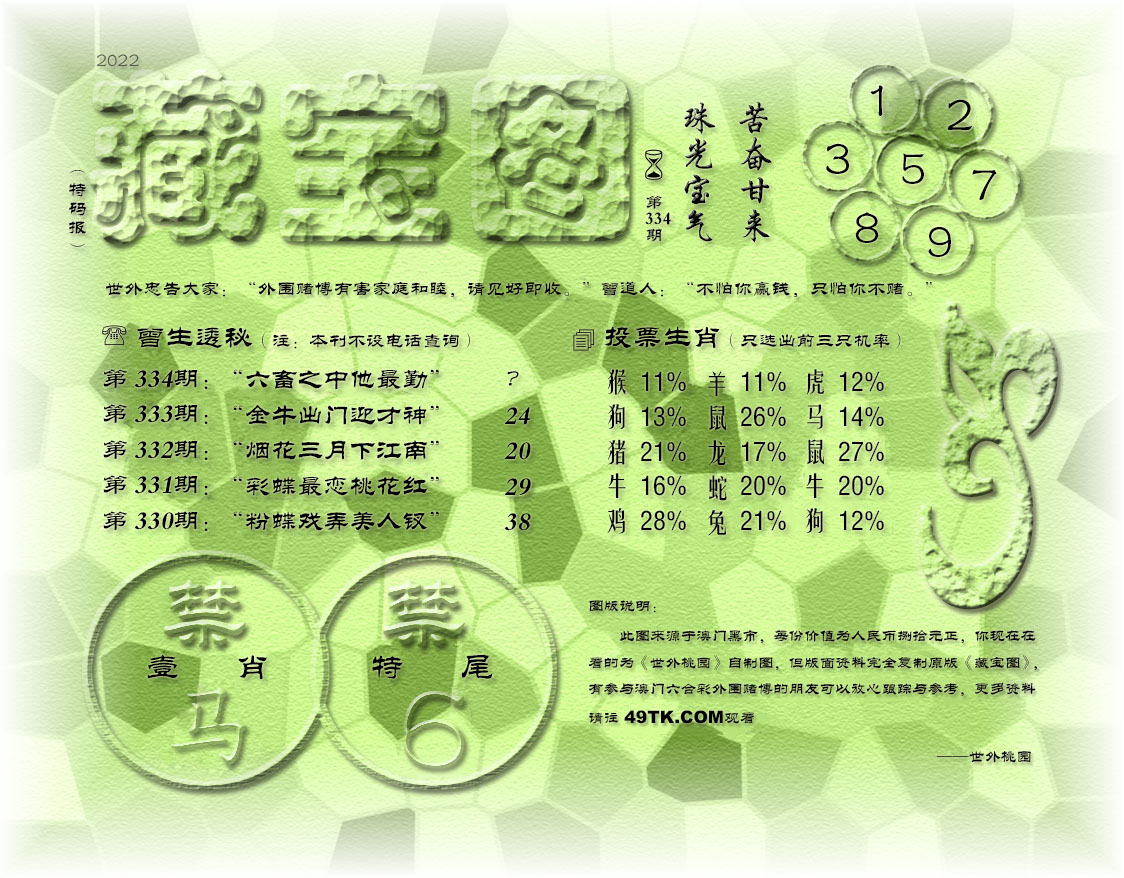 2022
藏宝图
（特码报）
第334期
珠光宝气
苦奋甘来
1
2
3
5
7
8
9
世外忠告大家：“外围赌博有害家庭和睦，请见好即收。”曾道人：“不怕你赢钱，只怕你不赌。”
曾生透秘（注：本刊不设电话查询）
第334期：“六畜之中他最勤” ?
第333期：“金牛出门迎才神” 24
第332期：“烟花三月下江南” 20
第331期：“彩蝶最恋桃花红” 29
第330期：“粉蝶戏弄美人钗” 38
投票生肖（只选出前三只机率）
猴 11% 羊 11% 虎 12%
狗 13% 鼠 26% 马 14%
猪 21% 龙 17% 鼠 27%
牛 16% 蛇 20% 牛 20%
鸡 28% 兔 21% 狗 12%
禁
壹肖
马
禁
特尾
6
图版说明：
此图来源于澳门黑市，每份价值为人民币捌拾元正，你现在在
看的为《世外桃园》自制图，但版面资料完全复制原版《藏宝图》，
有参与澳门六合彩外围赌博的朋友可以放心跟踪与参考，更多资料
请注 49TK.COM观看
——世外桃园